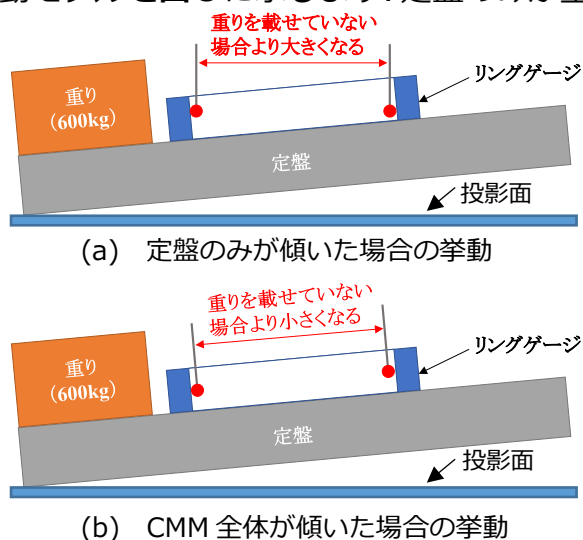 重りを載せていない
場合より大きくなる
リングゲージ
重り
(600kg)
定盤
投影面
(a) 定盤のみが傾いた場合の挙動
重りを載せていない
場合より小さくなる
リングゲージ
重り
(600kg)
定盤
投影面
(b) CMM 全体が傾いた場合の挙動